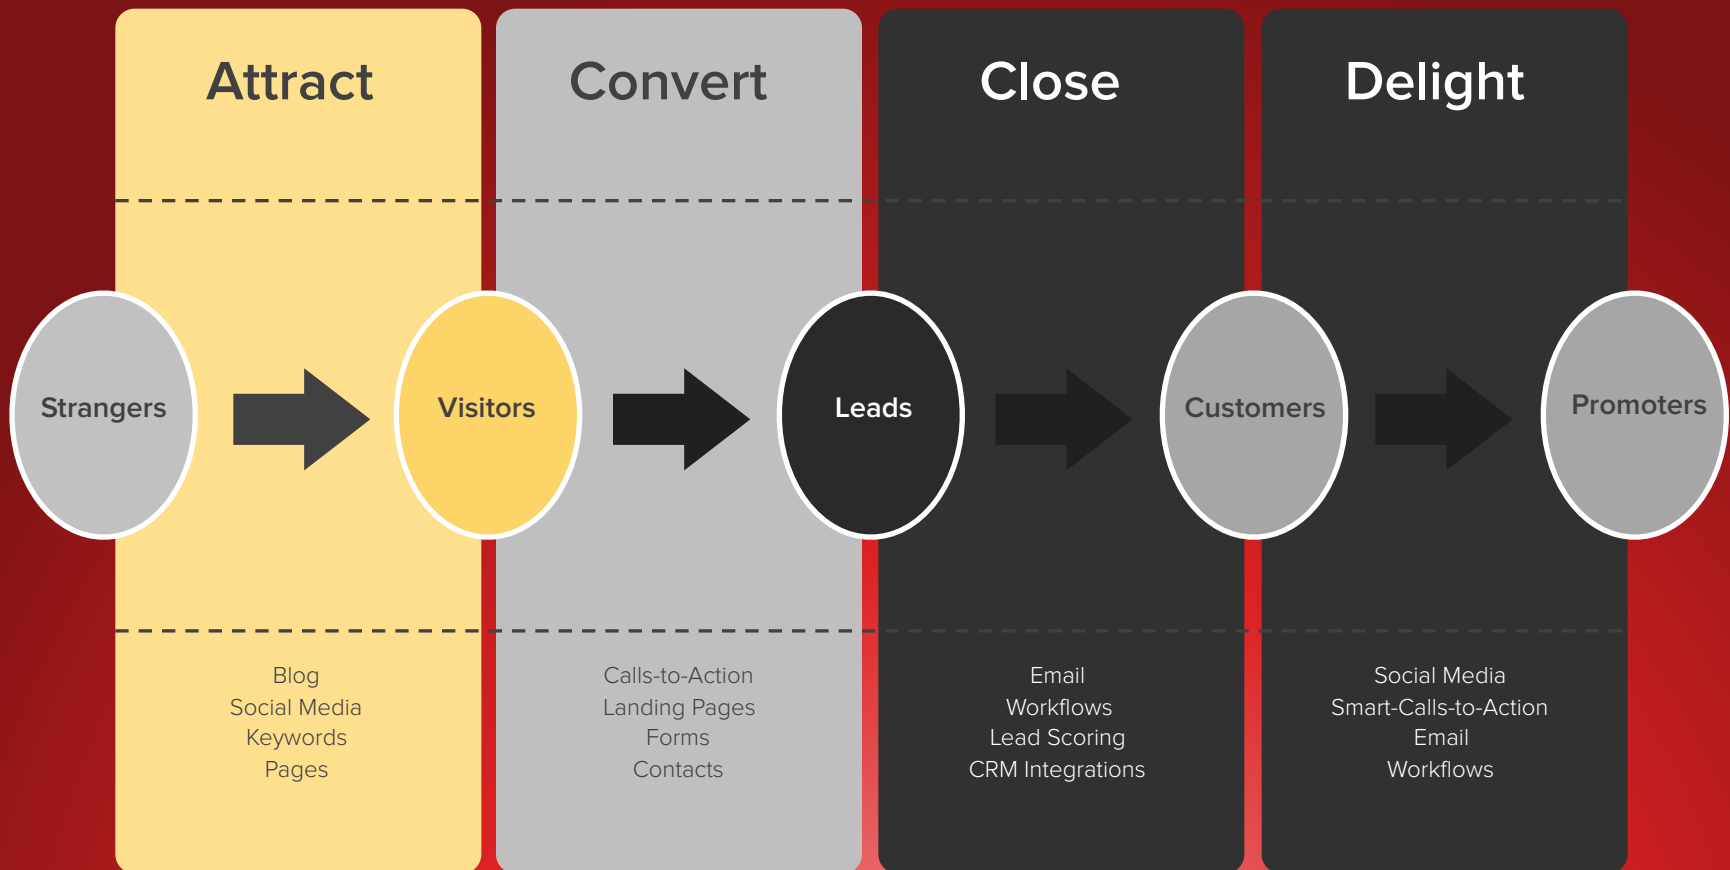 Attract
Convert
Close
Delight
Strangers
Visitors
Leads
Customers
Promoters
Blog
Social Media
Keywords
Pages
Calls-to-Action
Landing Pages
Forms
Contacts
Email
Workflows
Lead Scoring
CRM Integrations
Social Media
Smart-Calls-to-Action
Email
Workflows